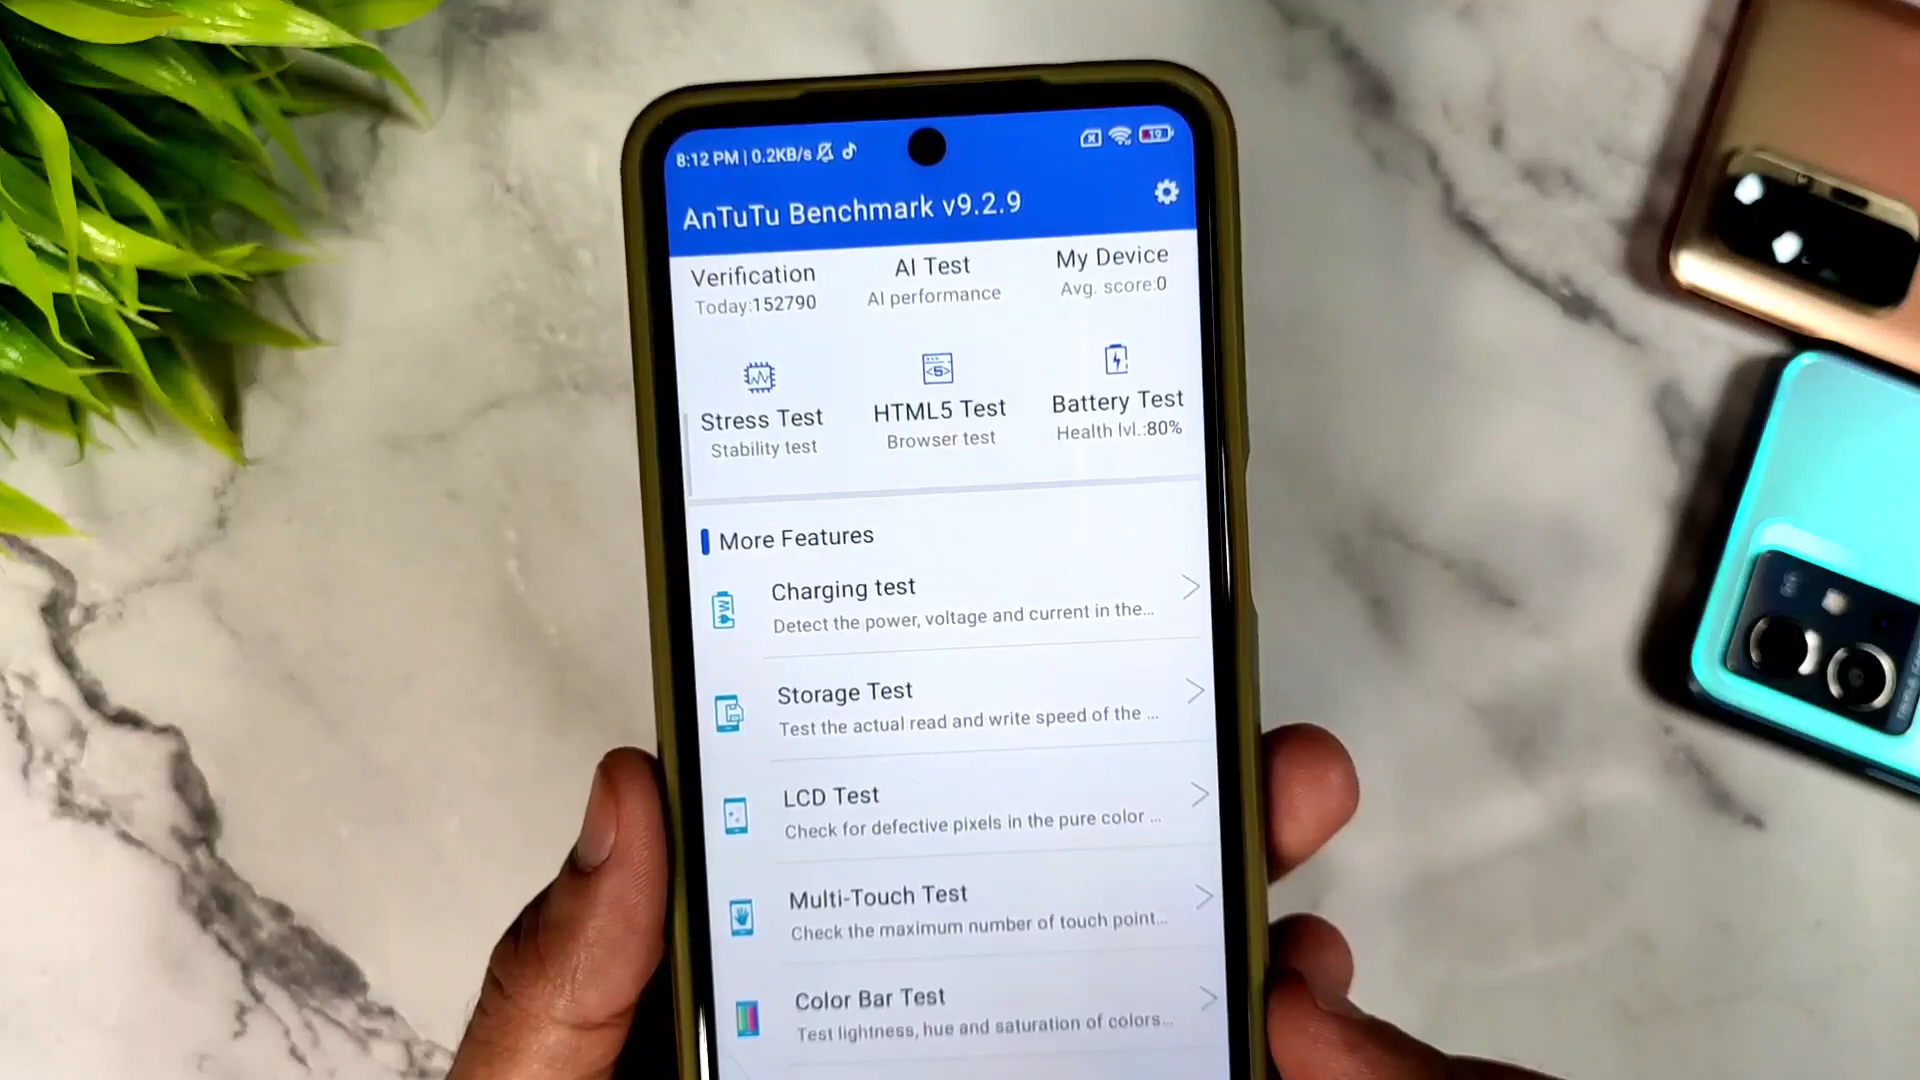 8:12 PM | 0.2KB/s
19
AnTuTu Benchmark v9.2.9
Verification
Today:152790
AI Test
AI performance
My Device
Avg. score:0
Stress Test
Stability test
HTML5 Test
Browser test
Battery Test
Health lvl.:80%
More Features
Charging test
Detect the power, voltage and current in the...
Storage Test
Test the actual read and write speed of the ...
LCD Test
Check for defective pixels in the pure color ...
Multi-Touch Test
Check the maximum number of touch point...
Color Bar Test
Test lightness, hue and saturation of colors...